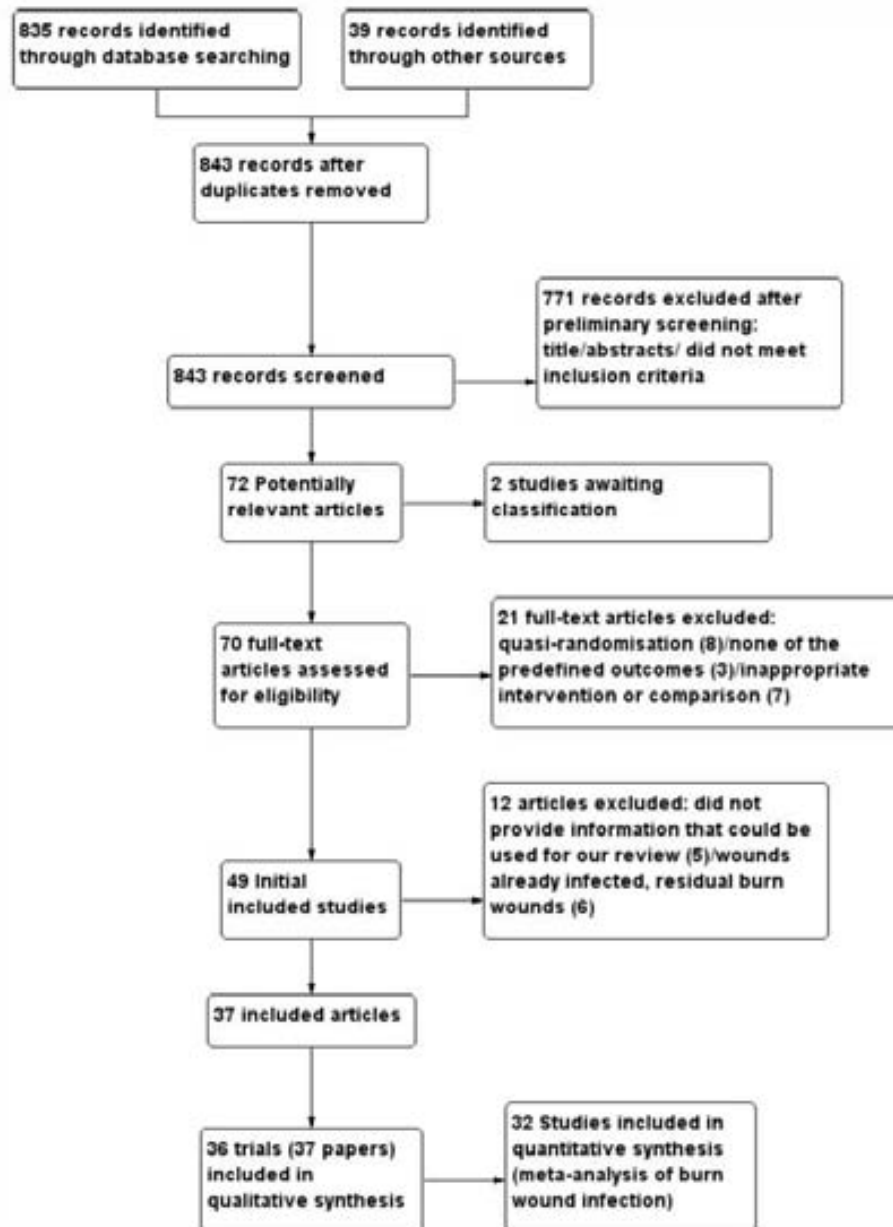 835 records identified
through database searching
39 records identified
through other sources
843 records after
duplicates removed
771 records excluded after
preliminary screening:
title/abstracts/ did not meet
inclusion criteria
843 records screened
72 Potentially
relevant articles
2 studies awaiting
classification
21 full-text articles excluded:
quasi-randomisation (8)/none of the
predefined outcomes (3)/inappropriate
intervention or comparison (7)
70 full-text
articles assessed
for eligibility
12 articles excluded: did not
provide information that could be
used for our review (5)/wounds
already infected, residual burn
wounds (6)
49 Initial
included studies
37 included articles
36 trials (37 papers)
included in
qualitative synthesis
32 Studies included in
quantitative synthesis
(meta-analysis of burn
wound infection)